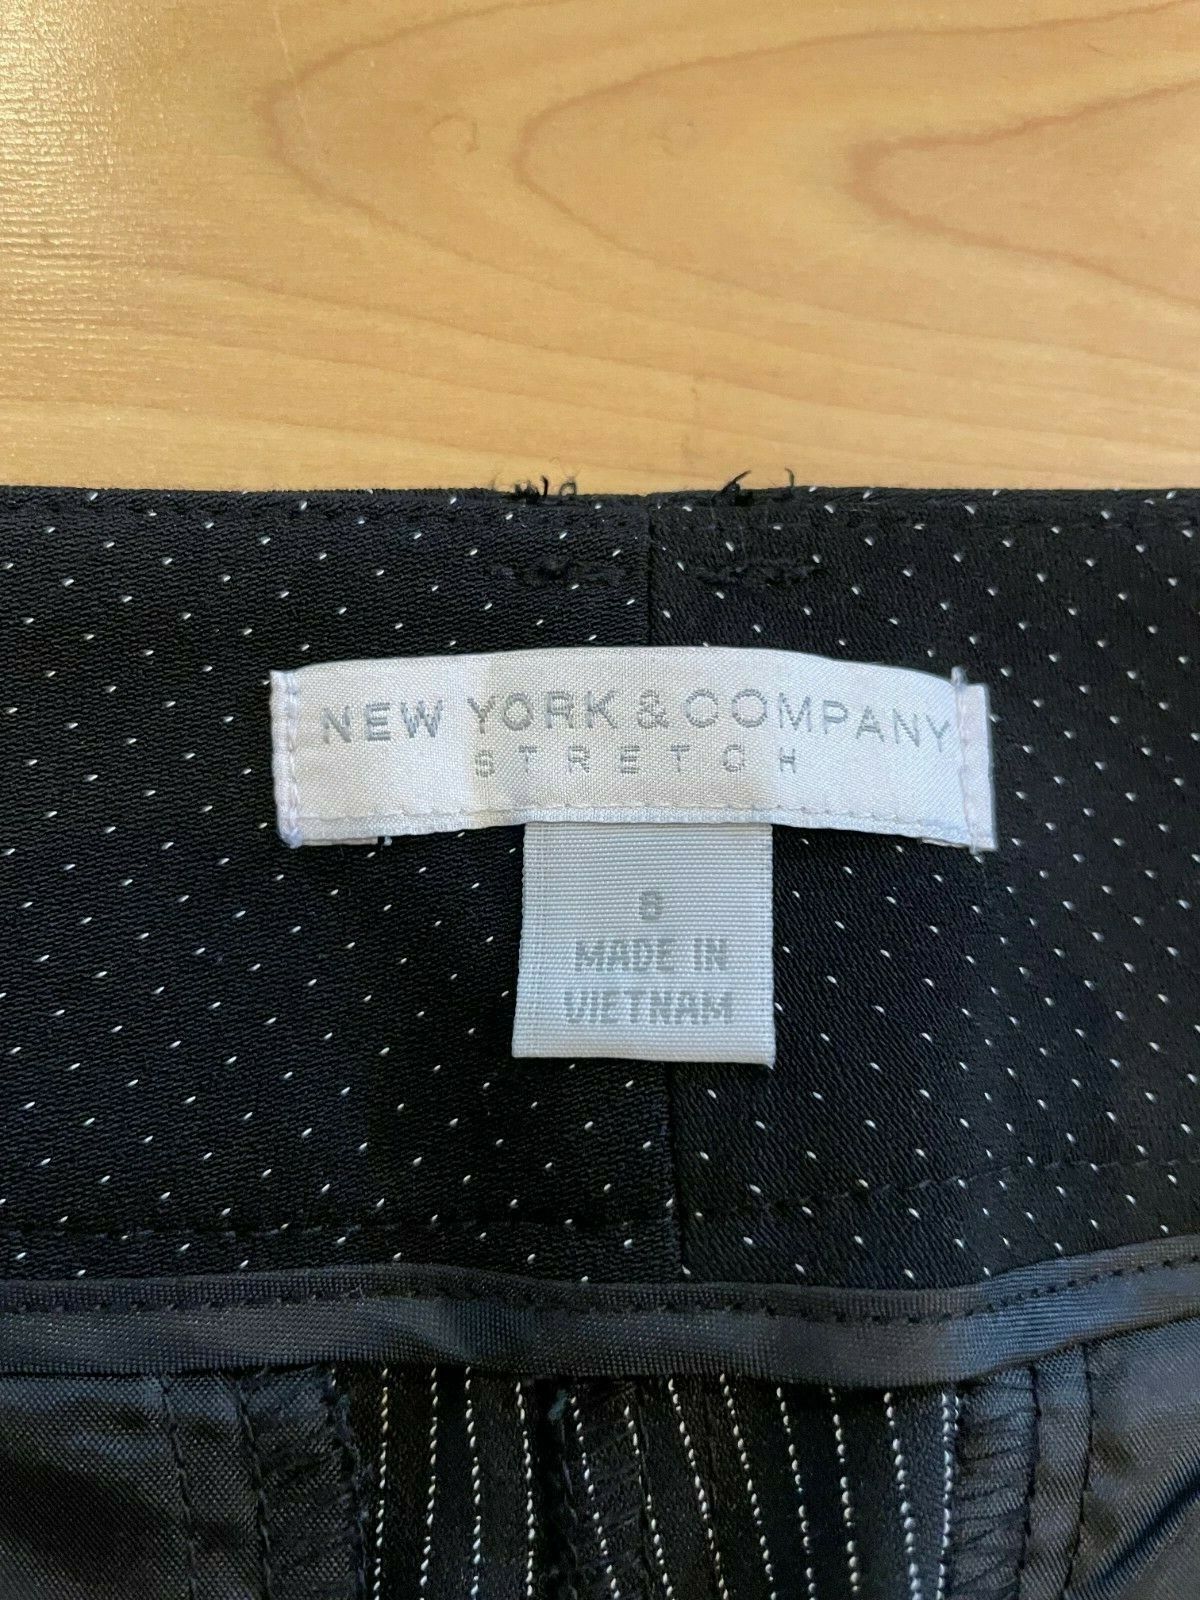 NEW YORK & COMPANY
STRETCH
8
MADE IN
VIETNAM